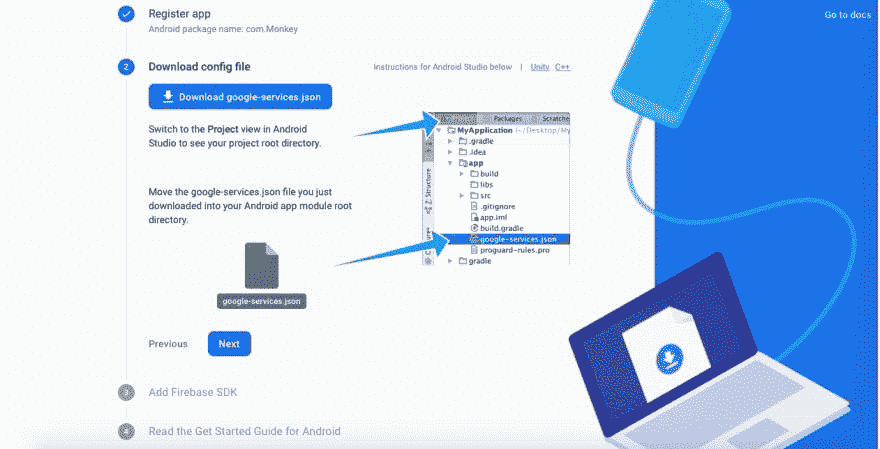 Register app
Android package name: com.Monkey
Go to docs
2
Download config file
Instructions for Android Studio below | Unity C++
Download google-services.json
Switch to the Project view in Android
Studio to see your project root directory.
Move the google-services.json file you just
downloaded into your Android app module root
directory.
Packages
Scratche
MyApplication (~/Desktop/My
.gradle
.idea
app
build
libs
src
.gitignore
app.iml
build.gradle
google-services.json
proguard-rules.pro
gradle
Z: Structure
google-services.json
Previous
Next
3
Add Firebase SDK
4
Read the Get Started Guide for Android